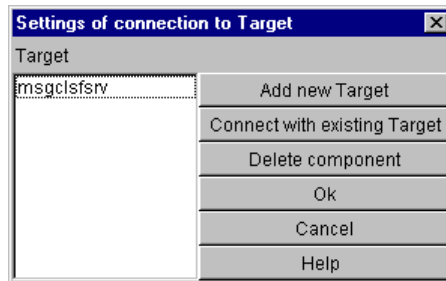 Settings of connection to Target
Target
msgclsfsrv
Add new Target
Connect with existing Target
Delete component
Ok
Cancel
Help